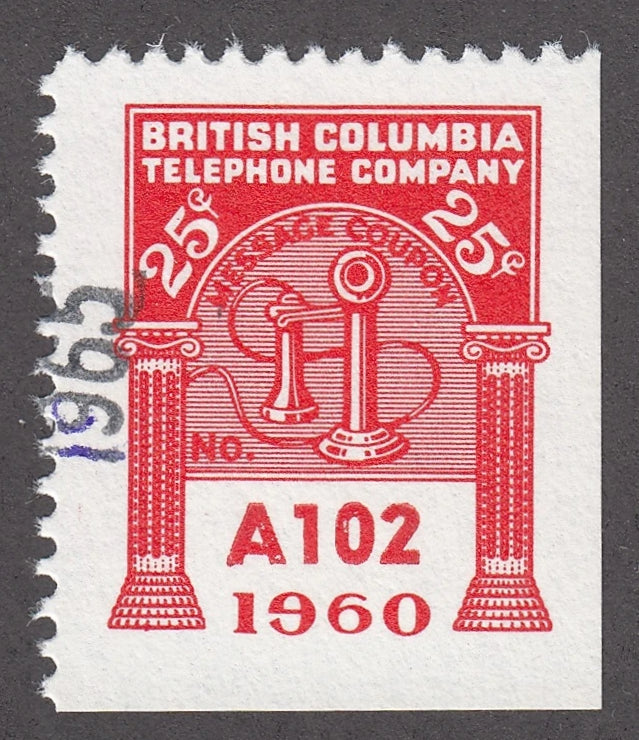 BRITISH COLUMBIA
TELEPHONE COMPANY
25¢ 25¢
MESSAGE COUPON
NO.
A102
1960
1965